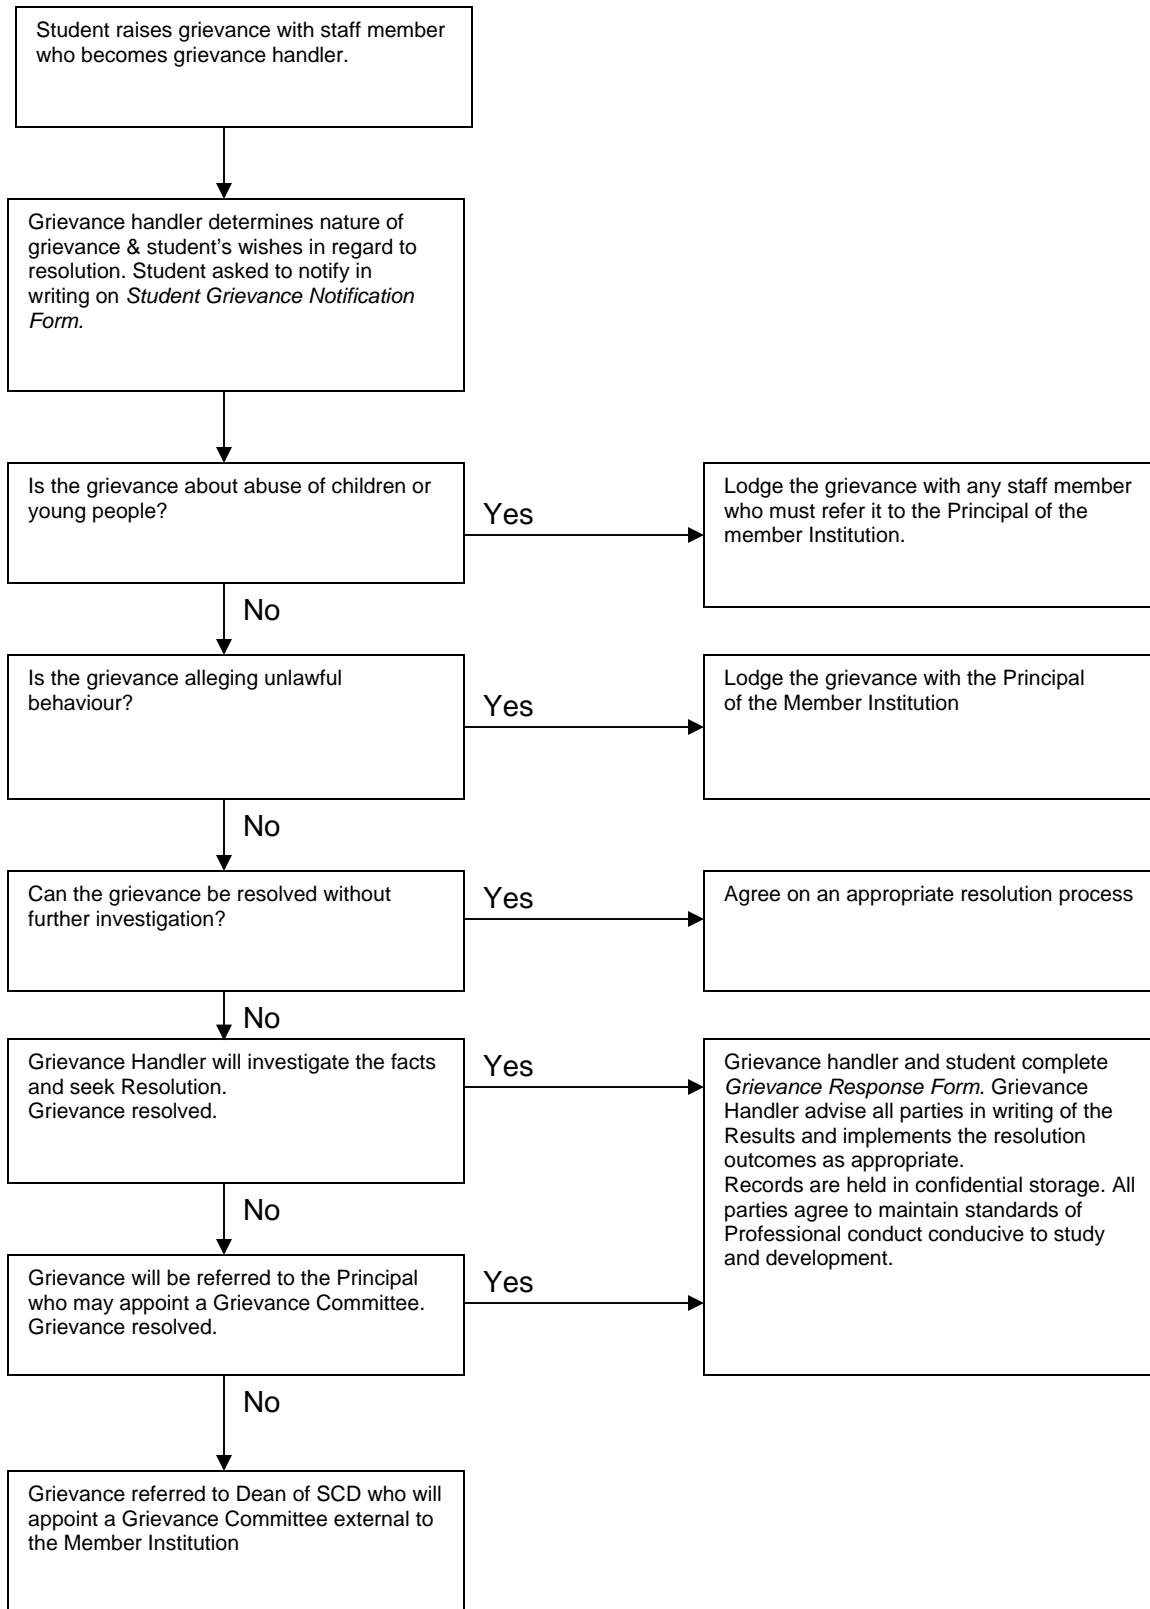 Student raises grievance with staff member
who becomes grievance handler.
Grievance handler determines nature of
grievance & student's wishes in regard to
resolution. Student asked to notify in
writing on Student Grievance Notification
Form.
Is the grievance about abuse of children or
young people?
Yes
Lodge the grievance with any staff member
who must refer it to the Principal of the
member Institution.
No
Is the grievance alleging unlawful
behaviour?
Yes
Lodge the grievance with the Principal
of the Member Institution
No
Can the grievance be resolved without
further investigation?
Yes
Agree on an appropriate resolution process
No
Grievance Handler will investigate the facts
and seek Resolution.
Grievance resolved.
Yes
Grievance handler and student complete
Grievance Response Form. Grievance
Handler advise all parties in writing of the
Results and implements the resolution
outcomes as appropriate.
Records are held in confidential storage. All
parties agree to maintain standards of
Professional conduct conducive to study
and development.
No
Grievance will be referred to the Principal
who may appoint a Grievance Committee.
Grievance resolved.
Yes
No
Grievance referred to Dean of SCD who will
appoint a Grievance Committee external to
the Member Institution